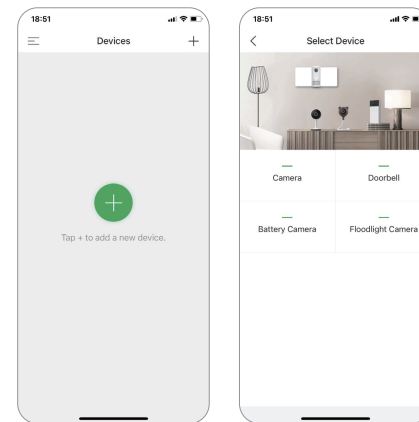 18:51
Devices
Tap + to add a new device.
18:51
Select Device
Camera
Doorbell
Battery Camera
Floodlight Camera